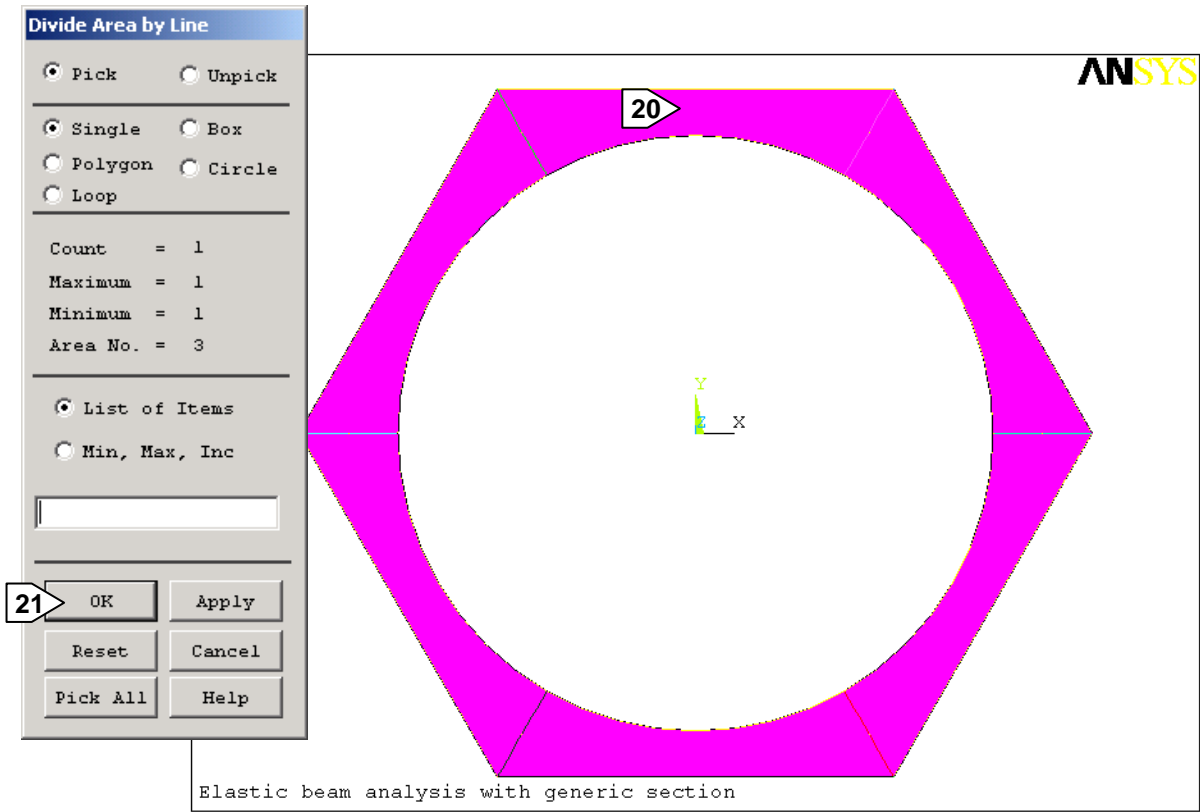 Divide Area by Line
Pick Unpick
Single Box
Polygon Circle
Loop
Count = 1
Maximum = 1
Minimum = 1
Area No. = 3
List of Items
Min, Max, Inc
21 OK Apply
Reset Cancel
Pick All Help
ANSYS
20
Y
Z X
Elastic beam analysis with generic section